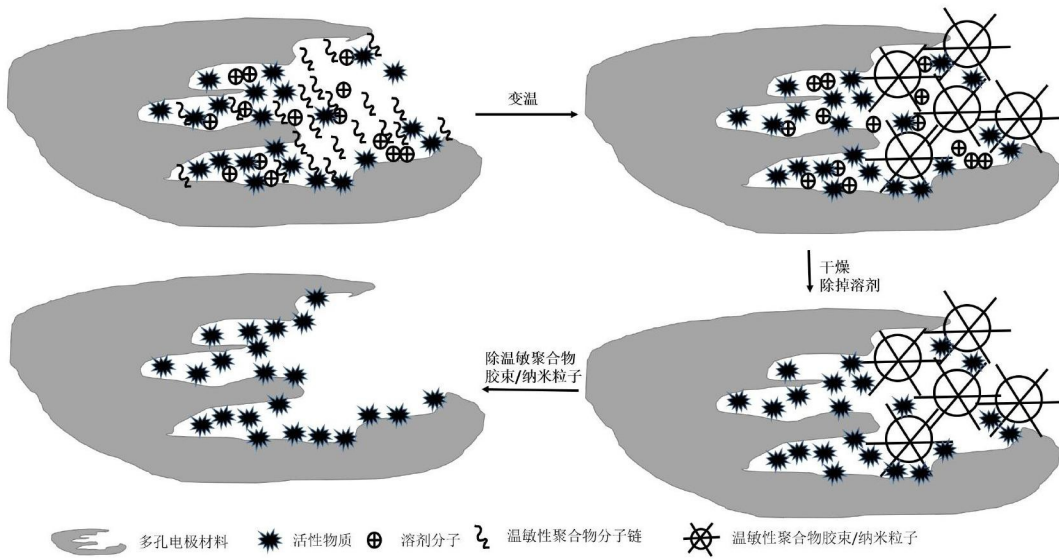 变温
干燥
除掉溶剂
除温敏聚合物
胶束/纳米粒子
多孔电极材料
活性物质
溶剂分子
温敏性聚合物分子链
温敏性聚合物胶束/纳米粒子